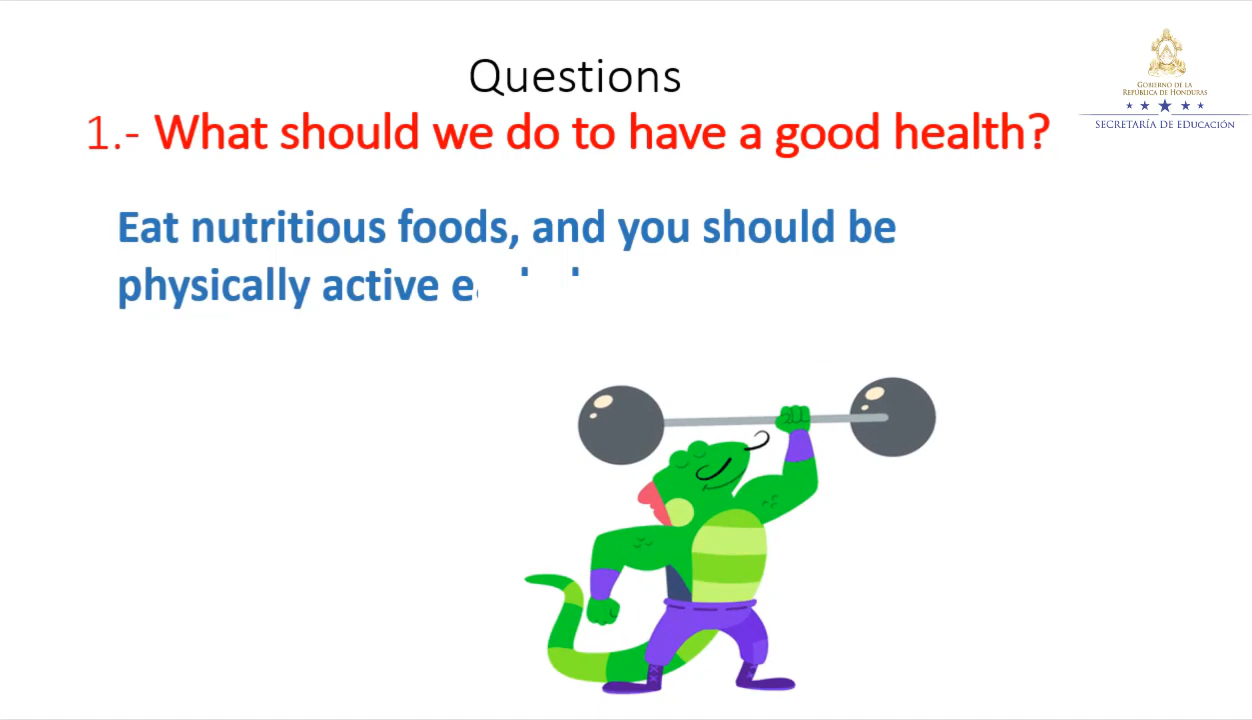 Questions
1.- What should we do to have a good health?
Eat nutritious foods, and you should be
physically active
GOBIERNO DE LA
REPÚBLICA DE HONDURAS
SECRETARÍA DE EDUCACIÓN